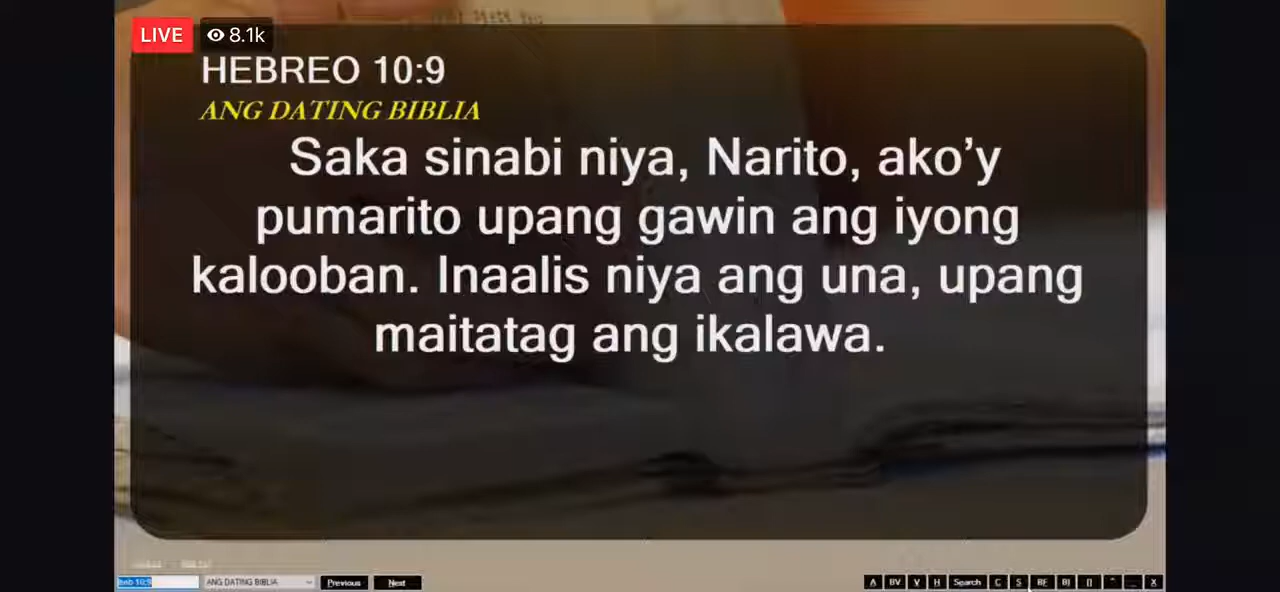 LIVE 8.1k
HEBREO 10:9
ANG DATING BIBLIA
Saka sinabi niya, Narito, ako’y
pumarito upang gawin ang iyong
kalooban. Inaalis niya ang una, upang
maitatag ang ikalawa.
heb 10:9 ANG DATING BIBLIA Previous Next A BV V H Search C S BE BI [] ^ _ X